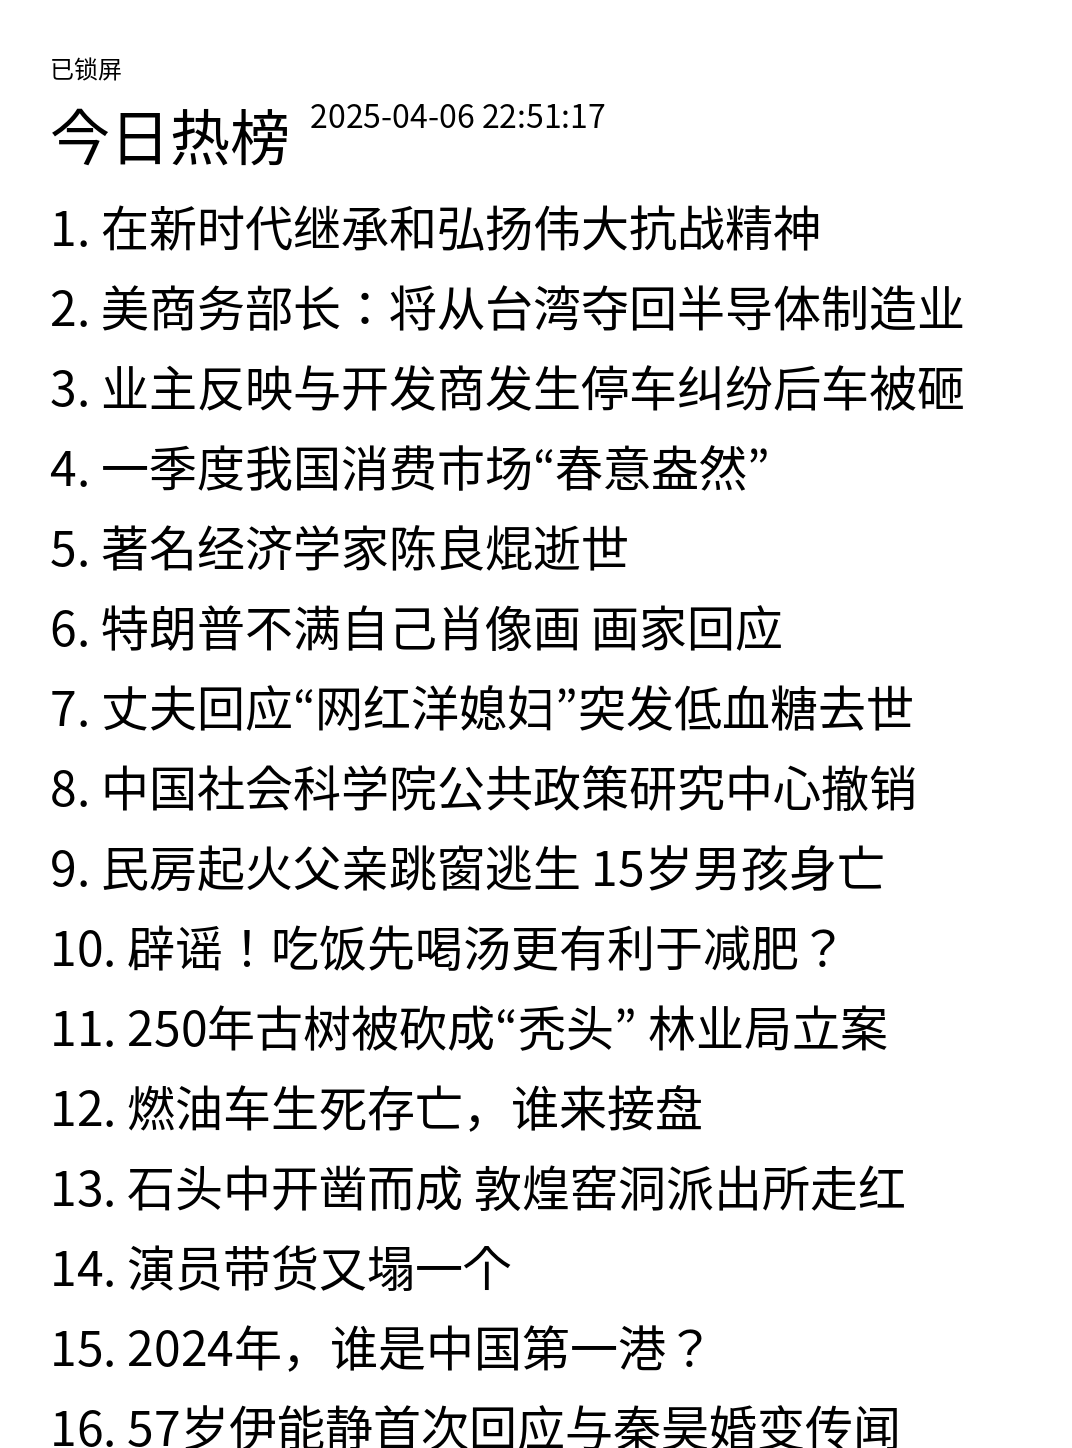 已锁屏
今日热榜 2025-04-06 22:51:17
1. 在新时代继承和弘扬伟大抗战精神
2. 美商务部长：将从台湾夺回半导体制造业
3. 业主反映与开发商发生停车纠纷后车被砸
4. 一季度我国消费市场“春意盎然”
5. 著名经济学家陈良焜逝世
6. 特朗普不满自己肖像画 画家回应
7. 丈夫回应“网红洋媳妇”突发低血糖去世
8. 中国社会科学院公共政策研究中心撤销
9. 民房起火父亲跳窗逃生 15岁男孩身亡
10. 辟谣！吃饭先喝汤更有利于减肥？
11. 250年古树被砍成“秃头” 林业局立案
12. 燃油车生死存亡，谁来接盘
13. 石头中开凿而成 敦煌窑洞派出所走红
14. 演员带货又塌一个
15. 2024年，谁是中国第一港？
16. 57岁伊能静首次回应与秦昊婚变传闻